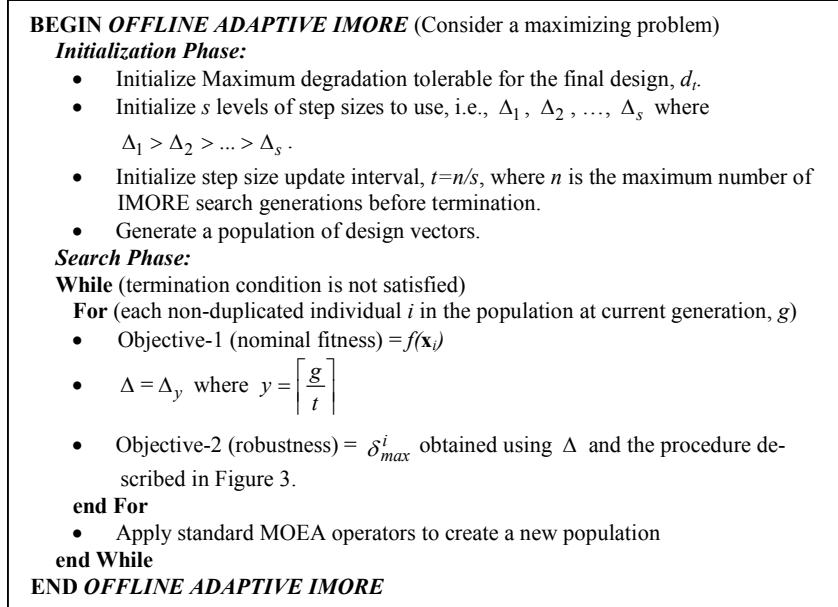 BEGIN OFFLINE ADAPTIVE IMORE (Consider a maximizing problem)
Initialization Phase:
• Initialize Maximum degradation tolerable for the final design, dₜ.
• Initialize s levels of step sizes to use, i.e., Δ₁ , Δ₂ , …, Δₛ where
Δ₁ > Δ₂ > ... > Δₛ .
• Initialize step size update interval, t=n/s, where n is the maximum number of
IMORE search generations before termination.
• Generate a population of design vectors.
Search Phase:
While (termination condition is not satisfied)
For (each non-duplicated individual i in the population at current generation, g)
• Objective-1 (nominal fitness) = f(xᵢ)
• Δ = Δ_y where y = ⌈g/t⌉
• Objective-2 (robustness) = δ^i_max obtained using Δ and the procedure de-
scribed in Figure 3.
end For
• Apply standard MOEA operators to create a new population
end While
END OFFLINE ADAPTIVE IMORE